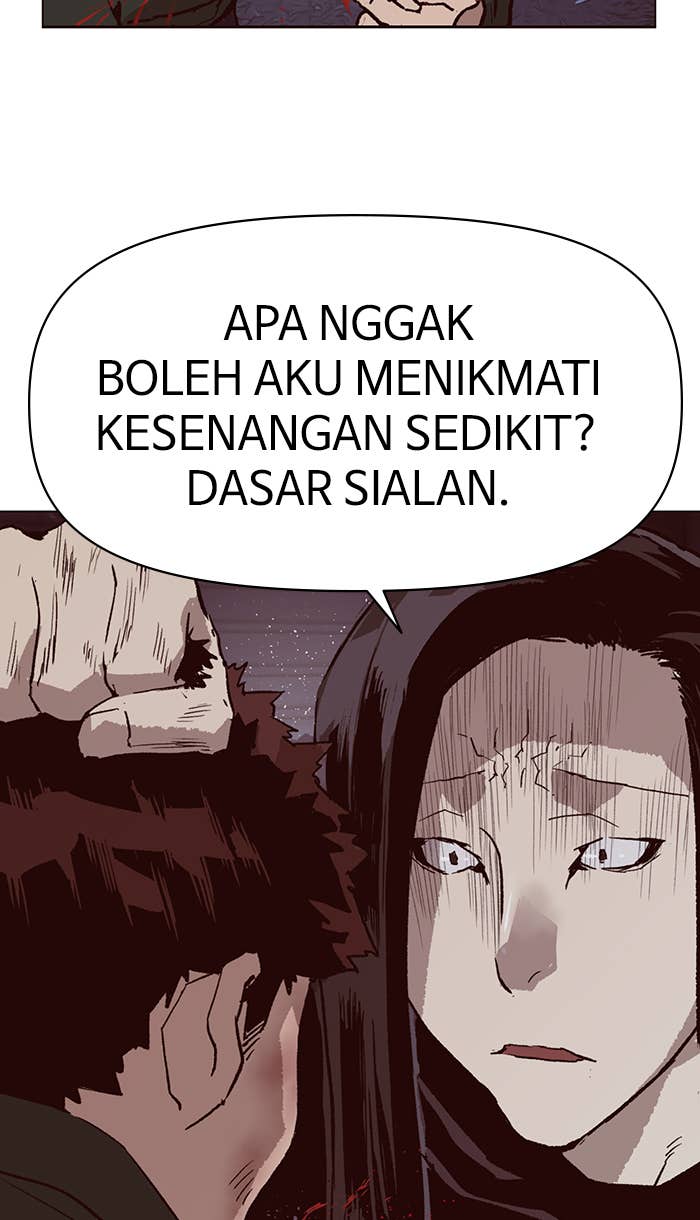 APA NGGAK
BOLEH AKU MENIKMATI
KESENANGAN SEDIKIT?
DASAR SIALAN.